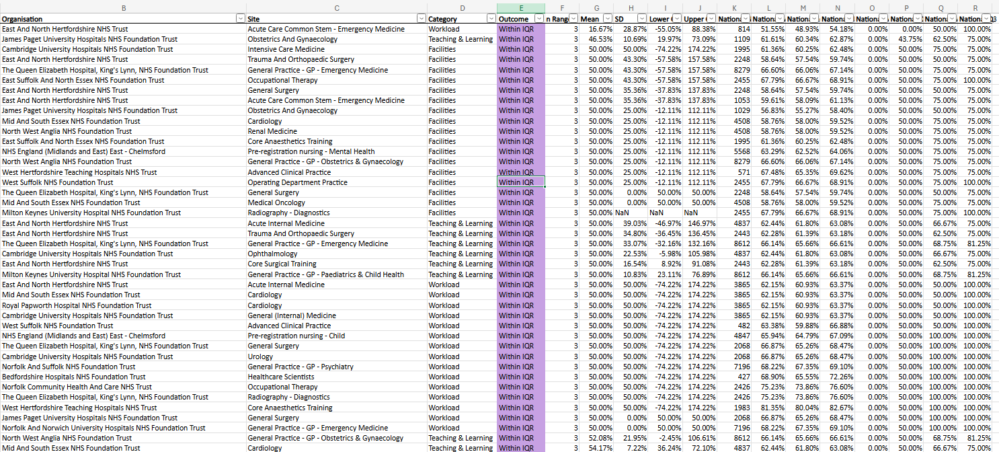 B C D E F G H I J K L M N O P Q R
Organisation Site Category Outcome n Rang Mean SD Lower Upper Nationa Nationa Nationa Nationa Nationa Nationa Nationa Nationa Q3
East And North Hertfordshire NHS Trust Acute Care Common Stem - Emergency Medicine Workload Within IQR 3 16.67% 28.87% -55.05% 88.38% 814 51.55% 48.93% 54.18% 0.00% 0.00% 50.00% 100.00%
James Paget University Hospitals NHS Foundation Trust Obstetrics And Gynaecology Teaching & Learning Within IQR 3 46.53% 10.69% 19.97% 73.09% 1109 61.61% 60.34% 62.87% 0.00% 43.75% 62.50% 75.00%
Cambridge University Hospitals NHS Foundation Trust Intensive Care Medicine Facilities Within IQR 3 50.00% 50.00% -74.22% 174.22% 1995 61.36% 60.25% 62.48% 0.00% 50.00% 75.00% 75.00%
East And North Hertfordshire NHS Trust Trauma And Orthopaedic Surgery Facilities Within IQR 3 50.00% 43.30% -57.58% 157.58% 2248 58.64% 57.54% 59.74% 0.00% 50.00% 50.00% 75.00%
The Queen Elizabeth Hospital, King's Lynn, NHS Foundation Trust General Practice - GP - Emergency Medicine Facilities Within IQR 3 50.00% 43.30% -57.58% 157.58% 8279 66.60% 66.06% 67.14% 0.00% 50.00% 75.00% 75.00%
East Suffolk And North Essex NHS Foundation Trust Occupational Therapy Facilities Within IQR 3 50.00% 43.30% -57.58% 157.58% 2455 67.79% 66.67% 68.91% 0.00% 50.00% 75.00% 100.00%
East And North Hertfordshire NHS Trust General Surgery Facilities Within IQR 3 50.00% 35.36% -37.83% 137.83% 2248 58.64% 57.54% 59.74% 0.00% 50.00% 50.00% 75.00%
East And North Hertfordshire NHS Trust Acute Care Common Stem - Emergency Medicine Facilities Within IQR 3 50.00% 35.36% -37.83% 137.83% 1053 59.61% 58.09% 61.13% 0.00% 50.00% 75.00% 75.00%
James Paget University Hospitals NHS Foundation Trust Obstetrics And Gynaecology Facilities Within IQR 3 50.00% 25.00% -12.11% 112.11% 1029 56.83% 55.27% 58.40% 0.00% 50.00% 50.00% 75.00%
Mid And South Essex NHS Foundation Trust Cardiology Facilities Within IQR 3 50.00% 25.00% -12.11% 112.11% 4508 58.76% 58.00% 59.52% 0.00% 50.00% 75.00% 75.00%
North West Anglia NHS Foundation Trust Renal Medicine Facilities Within IQR 3 50.00% 25.00% -12.11% 112.11% 4508 58.76% 58.00% 59.52% 0.00% 50.00% 75.00% 75.00%
East Suffolk And North Essex NHS Foundation Trust Core Anaesthetics Training Facilities Within IQR 3 50.00% 25.00% -12.11% 112.11% 1995 61.36% 60.25% 62.48% 0.00% 50.00% 75.00% 75.00%
NHS England (Midlands and East) East - Chelmsford Pre-registration nursing - Mental Health Facilities Within IQR 3 50.00% 25.00% -12.11% 112.11% 5568 63.29% 62.52% 64.06% 0.00% 50.00% 75.00% 75.00%
North West Anglia NHS Foundation Trust General Practice - GP - Obstetrics & Gynaecology Facilities Within IQR 3 50.00% 25.00% -12.11% 112.11% 8279 66.60% 66.06% 67.14% 0.00% 50.00% 75.00% 75.00%
West Hertfordshire Teaching Hospitals NHS Trust Advanced Clinical Practice Facilities Within IQR 3 50.00% 25.00% -12.11% 112.11% 571 67.48% 65.35% 69.62% 0.00% 50.00% 75.00% 75.00%
West Suffolk NHS Foundation Trust Operating Department Practice Facilities Within IQR 3 50.00% 25.00% -12.11% 112.11% 2455 67.79% 66.67% 68.91% 0.00% 50.00% 75.00% 100.00%
The Queen Elizabeth Hospital, King's Lynn, NHS Foundation Trust General Surgery Facilities Within IQR 3 50.00% 0.00% 50.00% 50.00% 2248 58.64% 57.54% 59.74% 0.00% 50.00% 50.00% 75.00%
Mid And South Essex NHS Foundation Trust Medical Oncology Facilities Within IQR 3 50.00% 0.00% 50.00% 50.00% 4508 58.76% 58.00% 59.52% 0.00% 50.00% 75.00% 75.00%
Milton Keynes University Hospital NHS Foundation Trust Radiography - Diagnostics Facilities Within IQR 3 50.00% NaN NaN NaN 2455 67.79% 66.67% 68.91% 0.00% 50.00% 75.00% 100.00%
East And North Hertfordshire NHS Trust Acute Internal Medicine Teaching & Learning Within IQR 3 50.00% 39.03% -46.97% 146.97% 4837 62.44% 61.80% 63.08% 0.00% 50.00% 66.67% 75.00%
East And North Hertfordshire NHS Trust Trauma And Orthopaedic Surgery Teaching & Learning Within IQR 3 50.00% 34.80% -36.45% 136.45% 2443 62.28% 61.39% 63.18% 0.00% 50.00% 62.50% 75.00%
The Queen Elizabeth Hospital, King's Lynn, NHS Foundation Trust General Practice - GP - Emergency Medicine Teaching & Learning Within IQR 3 50.00% 33.07% -32.16% 132.16% 8612 66.14% 65.66% 66.61% 0.00% 50.00% 68.75% 81.25%
Cambridge University Hospitals NHS Foundation Trust Ophthalmology Teaching & Learning Within IQR 3 50.00% 22.53% -5.98% 105.98% 4837 62.44% 61.80% 63.08% 0.00% 50.00% 66.67% 75.00%
East And North Hertfordshire NHS Trust Core Surgical Training Teaching & Learning Within IQR 3 50.00% 16.54% 8.92% 91.08% 2443 62.28% 61.39% 63.18% 0.00% 50.00% 62.50% 75.00%
Milton Keynes University Hospital NHS Foundation Trust General Practice - GP - Paediatrics & Child Health Teaching & Learning Within IQR 3 50.00% 10.83% 23.11% 76.89% 8612 66.14% 65.66% 66.61% 0.00% 50.00% 68.75% 81.25%
East And North Hertfordshire NHS Trust Acute Internal Medicine Workload Within IQR 3 50.00% 50.00% -74.22% 174.22% 3865 62.15% 60.93% 63.37% 0.00% 50.00% 50.00% 100.00%
Mid And South Essex NHS Foundation Trust Cardiology Workload Within IQR 3 50.00% 50.00% -74.22% 174.22% 3865 62.15% 60.93% 63.37% 0.00% 50.00% 50.00% 100.00%
Royal Papworth Hospital NHS Foundation Trust Cardiology Workload Within IQR 3 50.00% 50.00% -74.22% 174.22% 3865 62.15% 60.93% 63.37% 0.00% 50.00% 50.00% 100.00%
Cambridge University Hospitals NHS Foundation Trust General (Internal) Medicine Workload Within IQR 3 50.00% 50.00% -74.22% 174.22% 3865 62.15% 60.93% 63.37% 0.00% 50.00% 50.00% 100.00%
West Suffolk NHS Foundation Trust Advanced Clinical Practice Workload Within IQR 3 50.00% 50.00% -74.22% 174.22% 482 63.38% 59.88% 66.88% 0.00% 50.00% 50.00% 100.00%
NHS England (Midlands and East) East - Chelmsford Pre-registration nursing - Child Workload Within IQR 3 50.00% 50.00% -74.22% 174.22% 4847 65.94% 64.79% 67.09% 0.00% 50.00% 100.00% 100.00%
The Queen Elizabeth Hospital, King's Lynn, NHS Foundation Trust General Surgery Workload Within IQR 3 50.00% 50.00% -74.22% 174.22% 2068 66.87% 65.26% 68.47% 0.00% 50.00% 100.00% 100.00%
Cambridge University Hospitals NHS Foundation Trust Urology Workload Within IQR 3 50.00% 50.00% -74.22% 174.22% 2068 66.87% 65.26% 68.47% 0.00% 50.00% 100.00% 100.00%
Norfolk And Suffolk NHS Foundation Trust General Practice - GP - Psychiatry Workload Within IQR 3 50.00% 50.00% -74.22% 174.22% 7196 68.22% 67.35% 69.10% 0.00% 50.00% 100.00% 100.00%
Bedfordshire Hospitals NHS Foundation Trust Healthcare Scientists Workload Within IQR 3 50.00% 50.00% -74.22% 174.22% 427 68.90% 65.55% 72.26% 0.00% 50.00% 100.00% 100.00%
Norfolk Community Health And Care NHS Trust Occupational Therapy Workload Within IQR 3 50.00% 50.00% -74.22% 174.22% 2426 75.23% 73.86% 76.60% 0.00% 50.00% 100.00% 100.00%
The Queen Elizabeth Hospital, King's Lynn, NHS Foundation Trust Radiography - Diagnostics Workload Within IQR 3 50.00% 50.00% -74.22% 174.22% 2426 75.23% 73.86% 76.60% 0.00% 50.00% 100.00% 100.00%
West Hertfordshire Teaching Hospitals NHS Trust Core Anaesthetics Training Workload Within IQR 3 50.00% 50.00% -74.22% 174.22% 1983 81.35% 80.04% 82.67% 0.00% 50.00% 100.00% 100.00%
James Paget University Hospitals NHS Foundation Trust General Surgery Workload Within IQR 3 50.00% 0.00% 50.00% 50.00% 2068 66.87% 65.26% 68.47% 0.00% 50.00% 100.00% 100.00%
Norfolk And Norwich University Hospitals NHS Foundation Trust General Practice - GP - Emergency Medicine Workload Within IQR 3 50.00% 0.00% 50.00% 50.00% 7196 68.22% 67.35% 69.10% 0.00% 50.00% 100.00% 100.00%
North West Anglia NHS Foundation Trust General Practice - GP - Obstetrics & Gynaecology Teaching & Learning Within IQR 3 52.08% 21.95% -2.45% 106.61% 8612 66.14% 65.66% 66.61% 0.00% 50.00% 68.75% 81.25%
Mid And South Essex NHS Foundation Trust Cardiology Teaching & Learning Within IQR 3 54.17% 7.22% 36.24% 72.10% 4837 62.44% 61.80% 63.08% 0.00% 50.00% 66.67% 75.00%